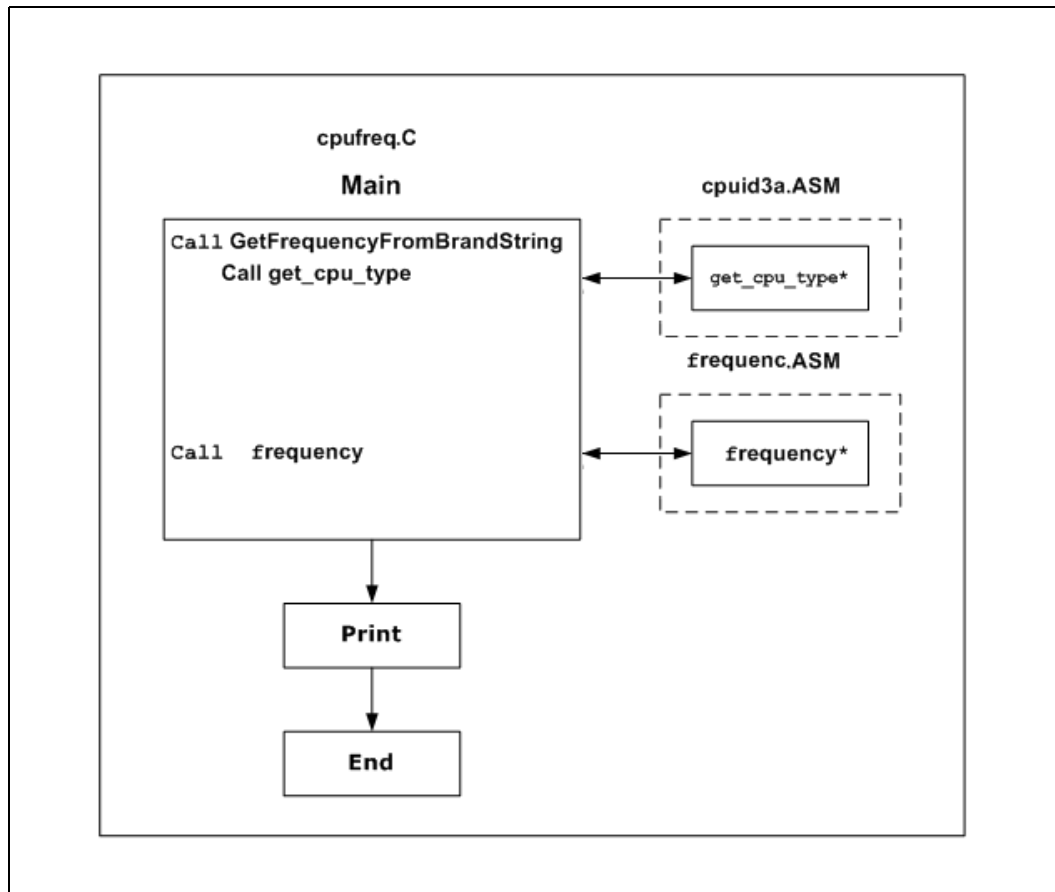 cpufreq.C
Main
Call GetFrequencyFromBrandString
Call get_cpu_type
Call frequency
cpuid3a.ASM
get_cpu_type*
frequenc.ASM
frequency*
Print
End